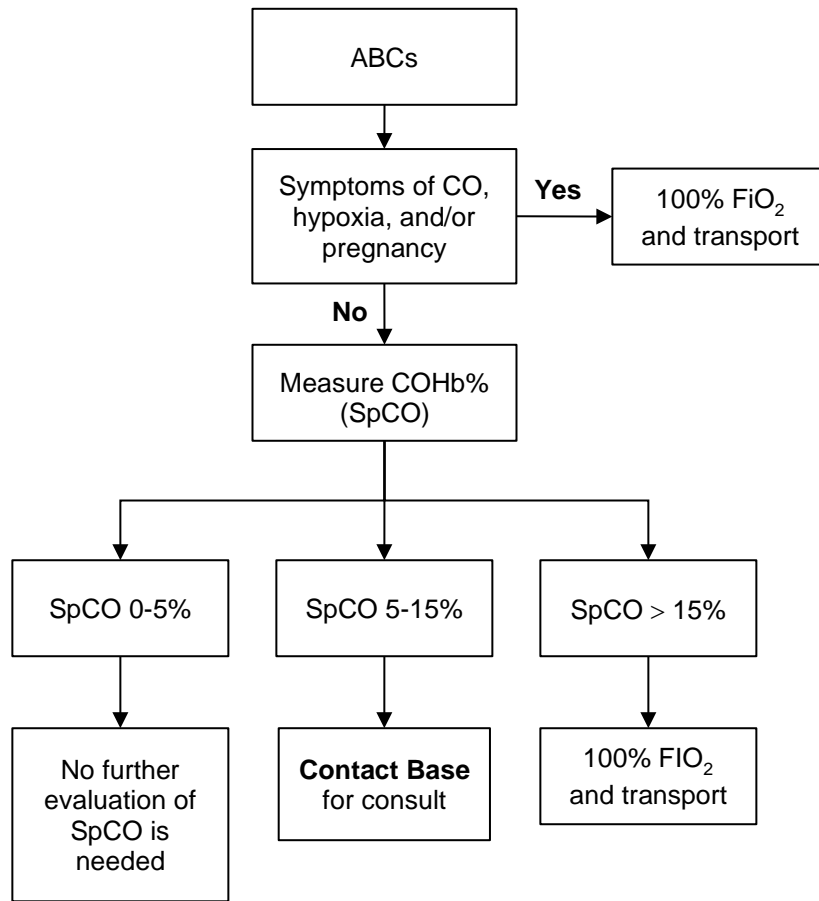 ABCs
Symptoms of CO,
hypoxia, and/or
pregnancy
Yes
100% FiO₂
and transport
No
Measure COHb%
(SpCO)
SpCO 0-5%
SpCO 5-15%
SpCO > 15%
No further
evaluation of
SpCO is
needed
Contact Base
for consult
100% FIO₂
and transport